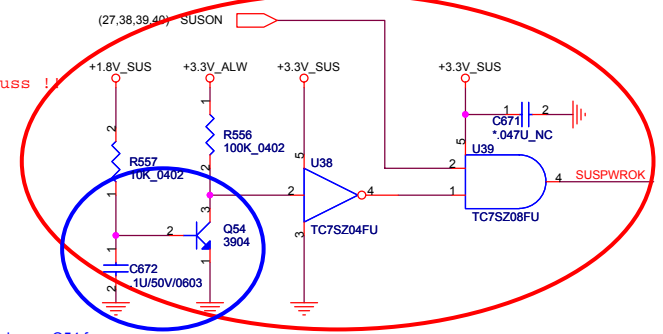 (27,38,39,49) SUSON
+1.8V_SUS
+3.3V_ALW
+3.3V_SUS
+3.3V_SUS
uss !!
1
2
C671
*.047U_NC
2
1
R557
10K_0402
1
2
R556
100K_0402
5
U38
2
4
3
TC7SZ04FU
5
U39
2
1
4
SUSPWROK
TC7SZ08FU
2
3
1
Q54
3904
1
2
C672
.1U/50V/0603